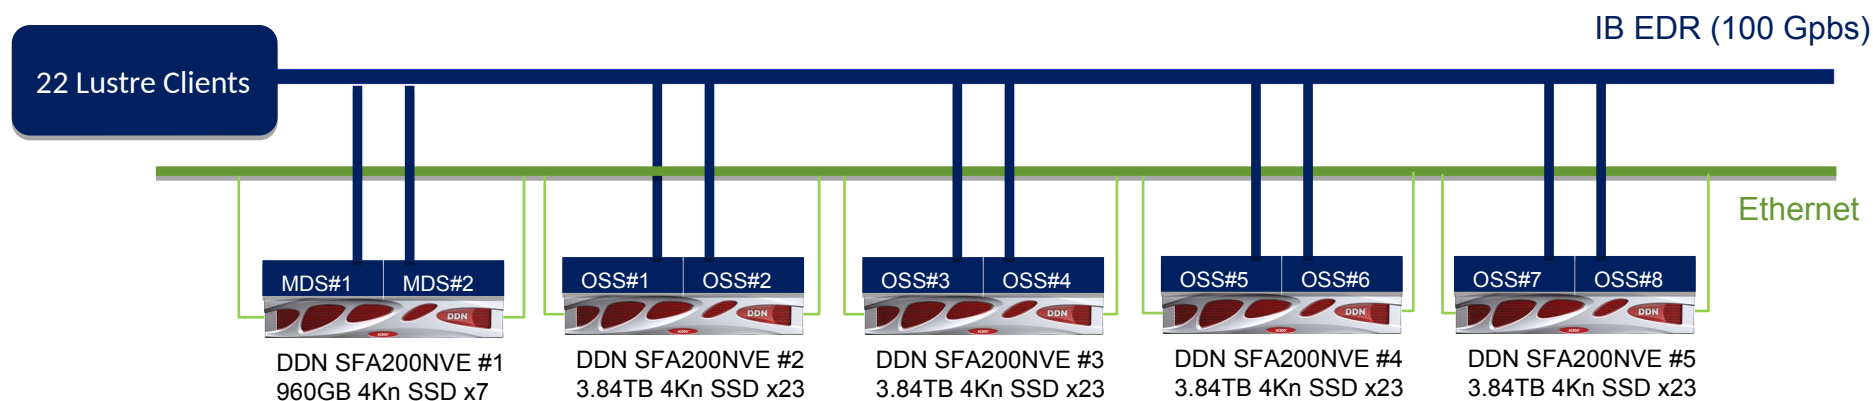 IB EDR (100 Gpbs)
22 Lustre Clients
Ethernet
MDS#1 MDS#2 OSS#1 OSS#2 OSS#3 OSS#4 OSS#5 OSS#6 OSS#7 OSS#8
DDN DDN DDN DDN DDN
DDN SFA200NVE #1
960GB 4Kn SSD x7
DDN SFA200NVE #2
3.84TB 4Kn SSD x23
DDN SFA200NVE #3
3.84TB 4Kn SSD x23
DDN SFA200NVE #4
3.84TB 4Kn SSD x23
DDN SFA200NVE #5
3.84TB 4Kn SSD x23